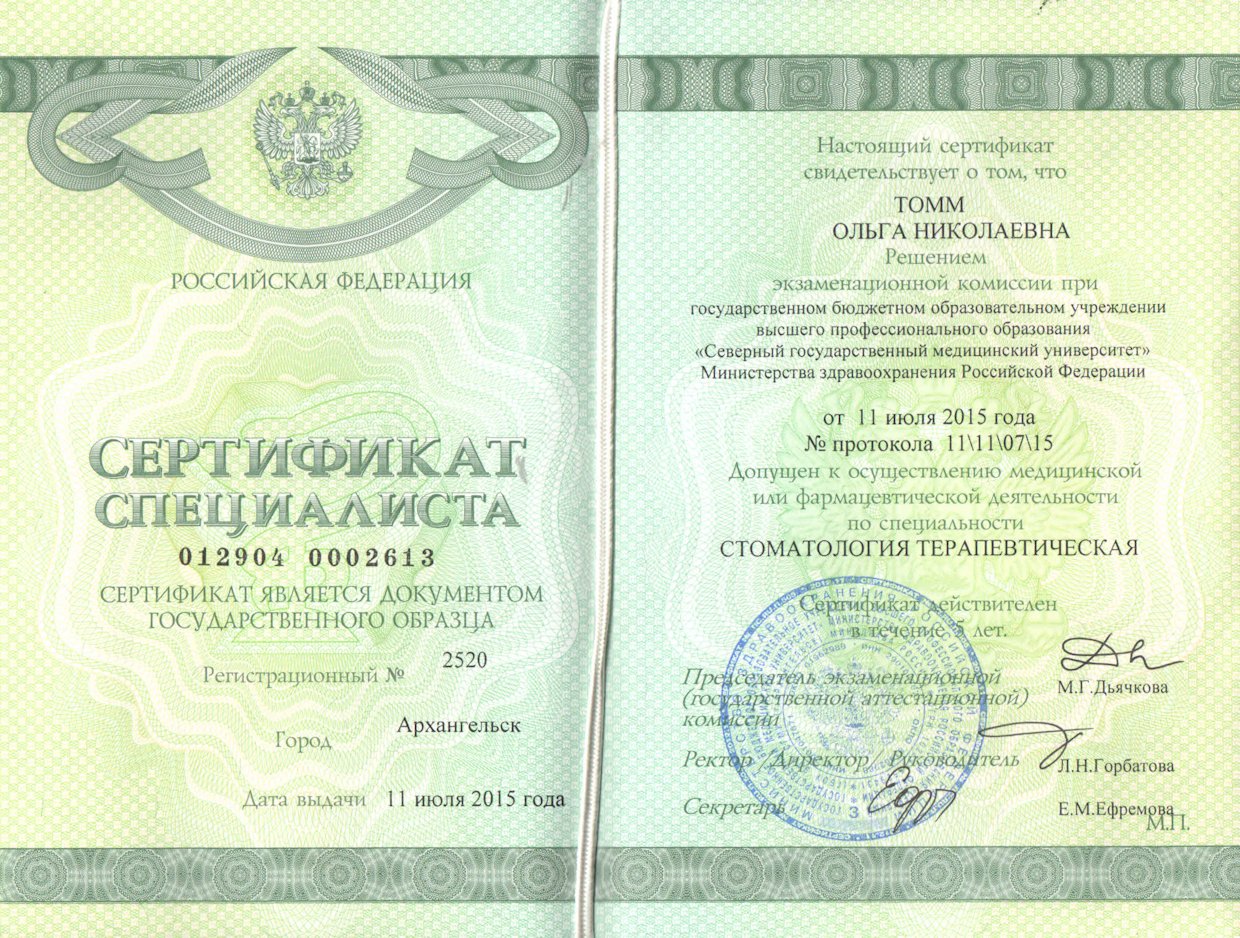 РОССИЙСКАЯ ФЕДЕРАЦИЯ
СЕРТИФИКАТ
СПЕЦИАЛИСТА
012904 0002613
СЕРТИФИКАТ ЯВЛЯЕТСЯ ДОКУМЕНТОМ
ГОСУДАРСТВЕННОГО ОБРАЗЦА
Регистрационный № 2520
Город Архангельск
Дата выдачи 11 июля 2015 года
Настоящий сертификат
свидетельствует о том, что
ТОММ
ОЛЬГА НИКОЛАЕВНА
Решением
экзаменационной комиссии при
государственном бюджетном образовательном учреждении
высшего профессионального образования
«Северный государственный медицинский университет»
Министерства здравоохранения Российской Федерации
от 11 июля 2015 года
№ протокола 11\11\07\15
Допущен к осуществлению медицинской
или фармацевтической деятельности
по специальности
СТОМАТОЛОГИЯ ТЕРАПЕВТИЧЕСКАЯ
Сертификат действителен
в течение 5 лет.
Председатель экзаменационной
(государственной аттестационной)
комиссии М.Г.Дьячкова
Ректор / Директор / Руководитель Л.Н.Горбатова
Секретарь Е.М.Ефремова
М.П.